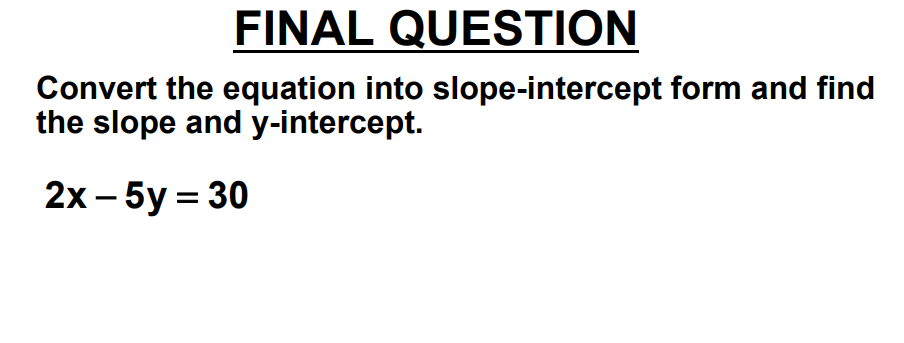 FINAL QUESTION
Convert the equation into slope-intercept form and find
the slope and y-intercept.
2x – 5y = 30